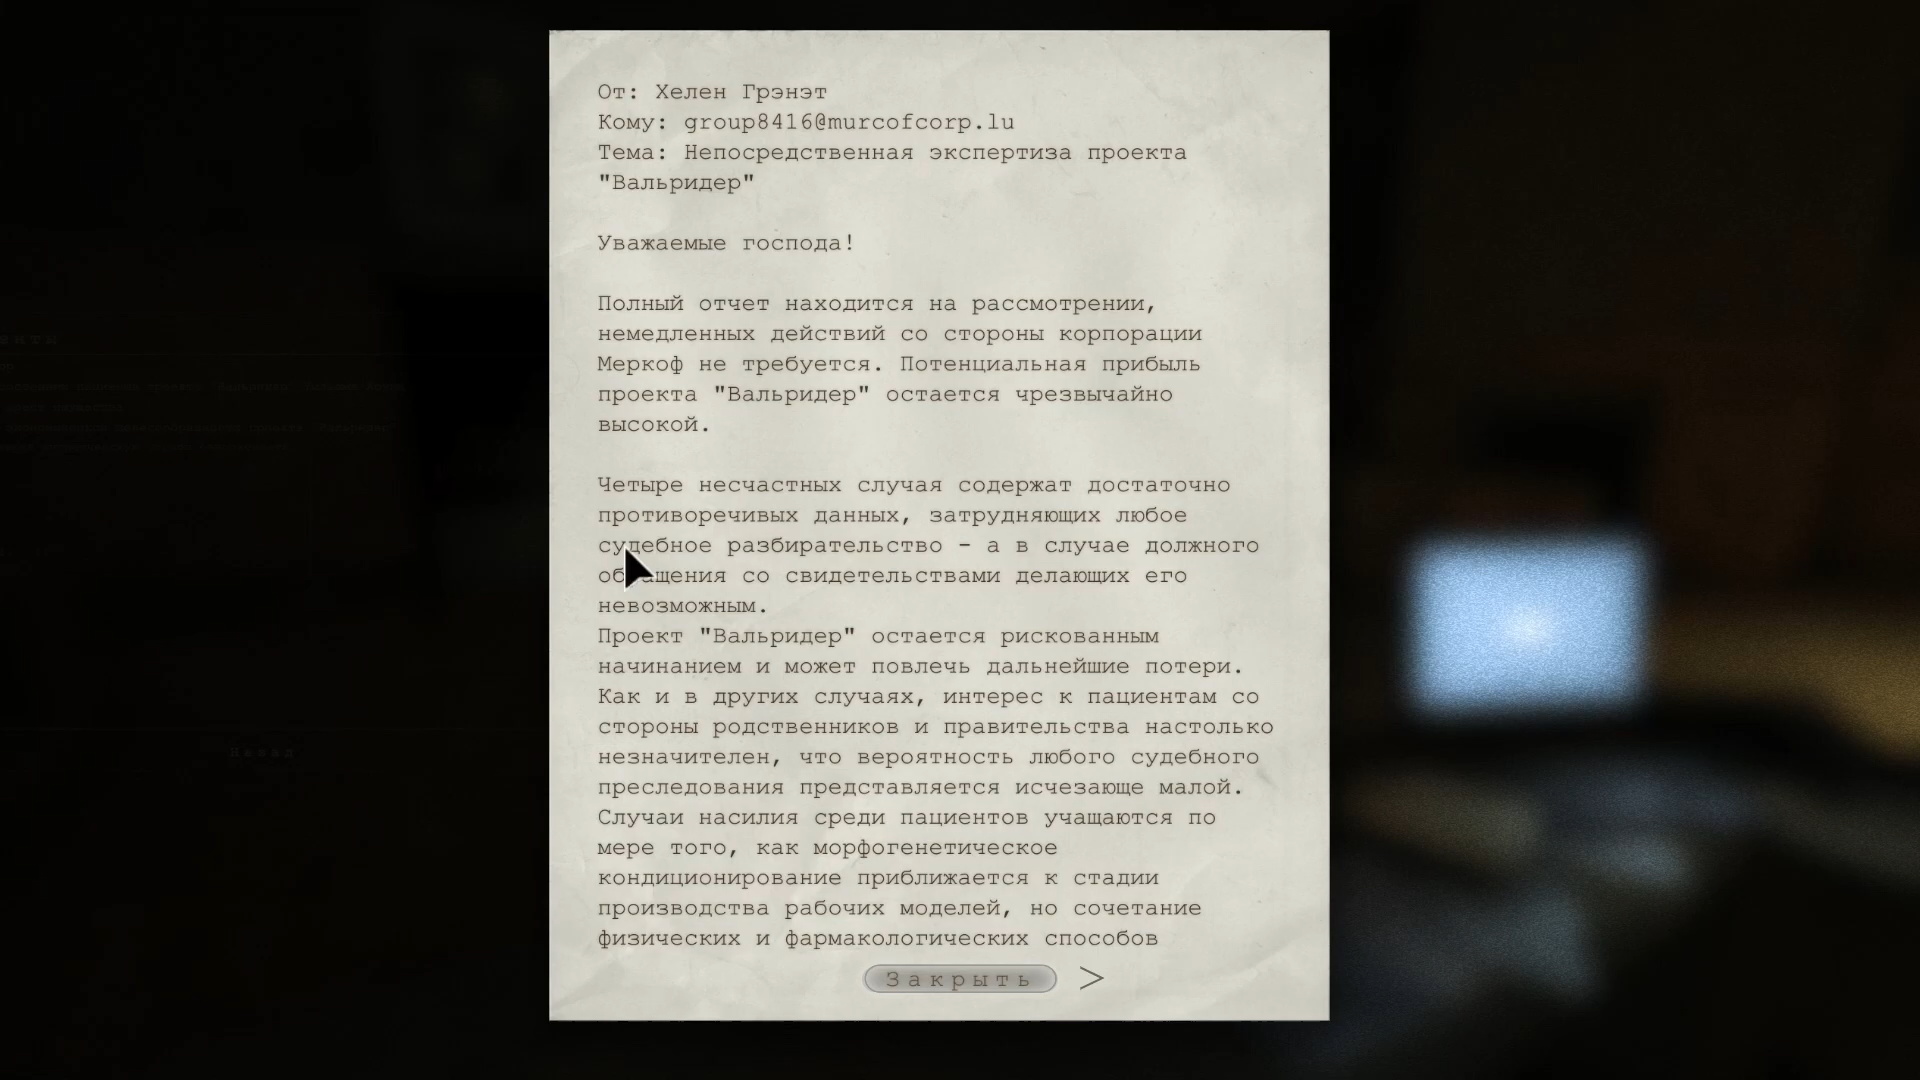 От: Хелен Грэнэт
Кому: group8416@murcofcorp.lu
Тема: Непосредственная экспертиза проекта
"Вальридер"
Уважаемые господа!
Полный отчет находится на рассмотрении,
немедленных действий со стороны корпорации
Меркоф не требуется. Потенциальная прибыль
проекта "Вальридер" остается чрезвычайно
высокой.
Четыре несчастных случая содержат достаточно
противоречивых данных, затрудняющих любое
судебное разбирательство - а в случае должного
обращения со свидетельствами делающих его
невозможным.
Проект "Вальридер" остается рискованным
начинанием и может повлечь дальнейшие потери.
Как и в других случаях, интерес к пациентам со
стороны родственников и правительства настолько
незначителен, что вероятность любого судебного
преследования представляется исчезающе малой.
Случаи насилия среди пациентов учащаются по
мере того, как морфогенетическое
кондиционирование приближается к стадии
производства рабочих моделей, но сочетание
физических и фармакологических способов
Закрыть >
Назад